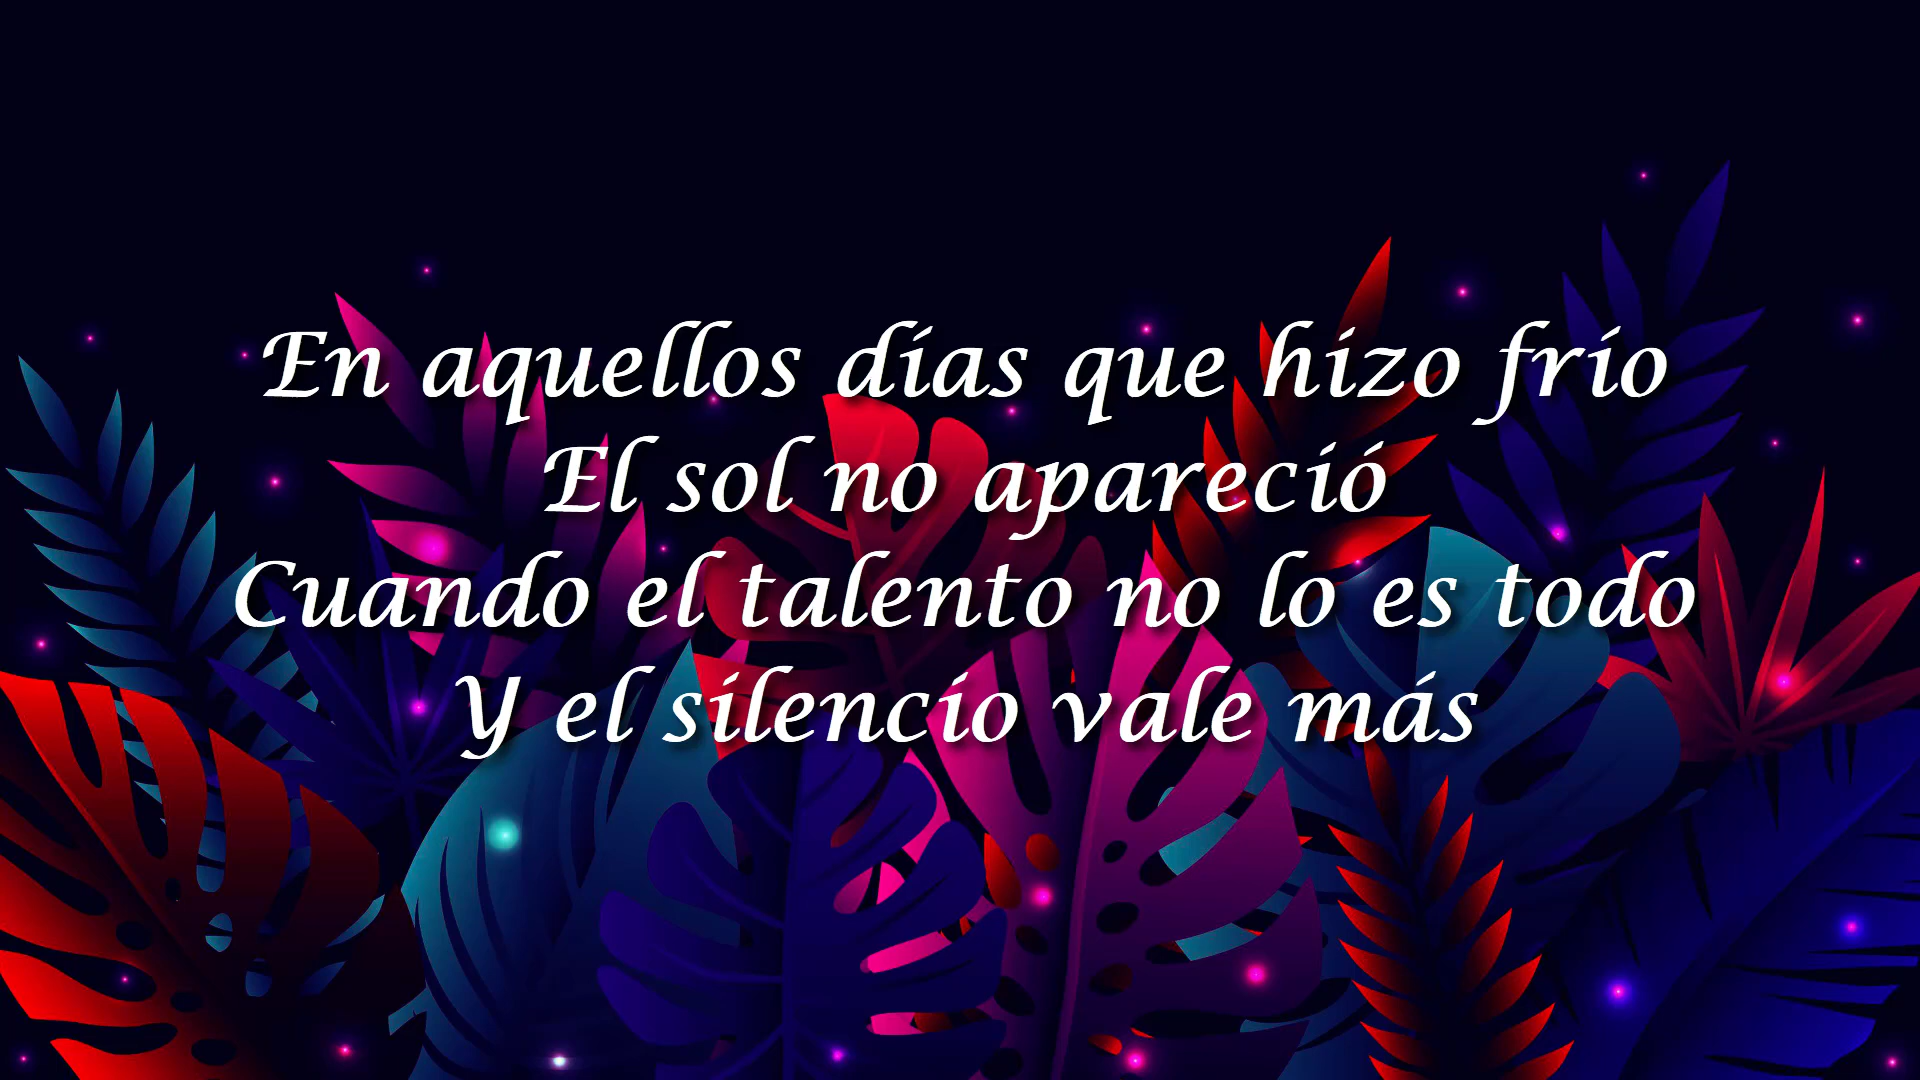 En aquellos días que hizo frío
El sol no apareció
Cuando el talento no lo es todo
Y el silencio vale más